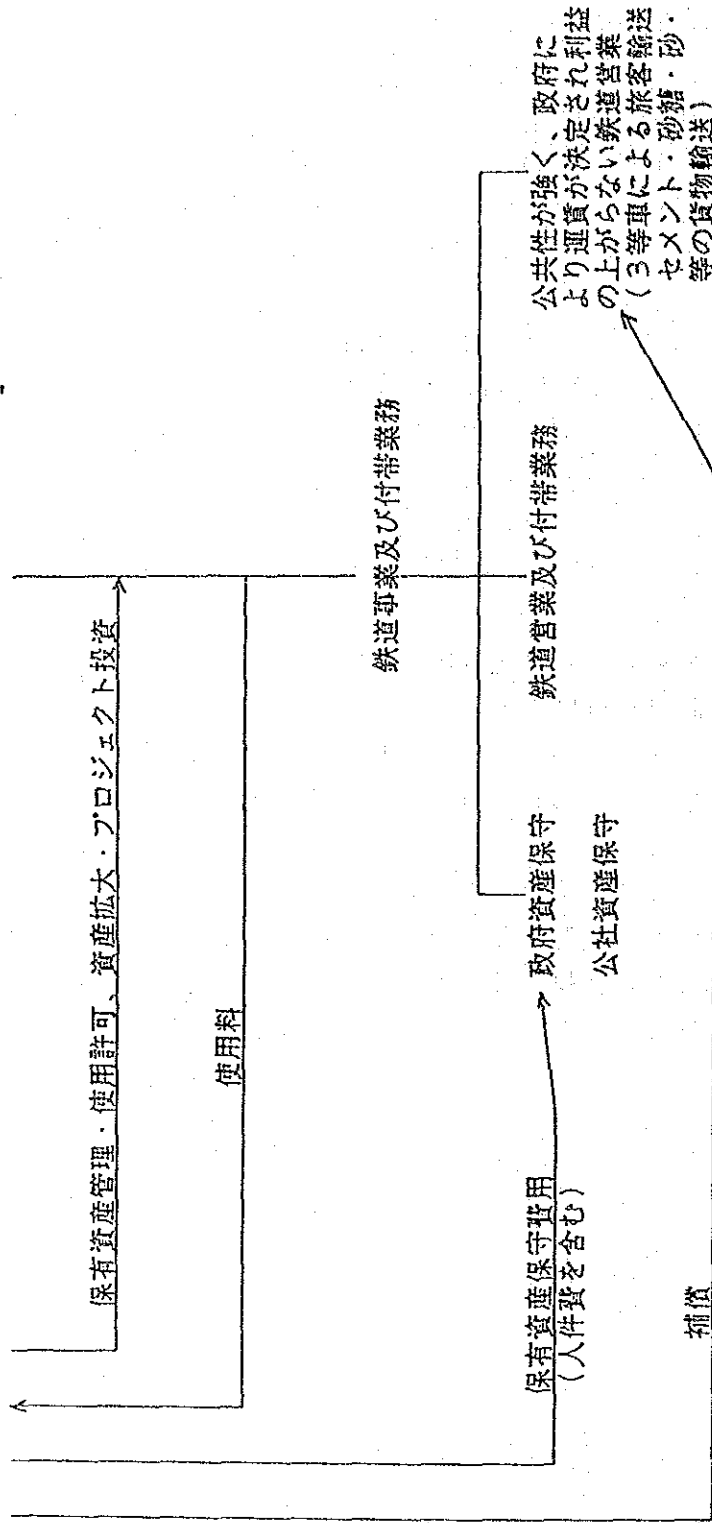 保有資産管理・使用許可、資産拡大・プロジェクト投資
使用料
鉄道事業及び付帯業務
保有資産保守費用
(人件費を含む)
政府資産保守
公社資産保守
鉄道営業及び付帯業務
公共性が強く、政府に
より運賃が決定され利益
の上がらない鉄道営業
(3等車による旅客輸送
セメント・砂糖・砂・
等の貨物輸送)
補償